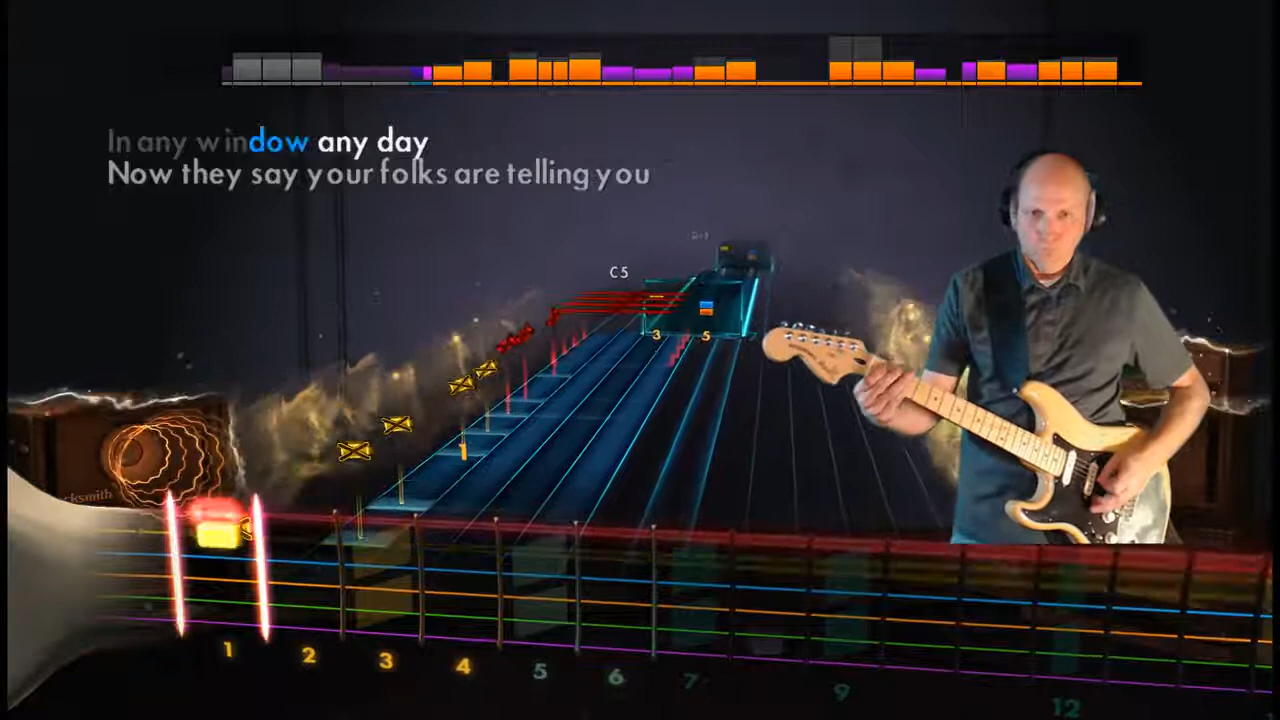 In any window any day
Now they say your folks are telling you
C5
3 5
cksmith
1 2 3 4 5 6 7 9 12